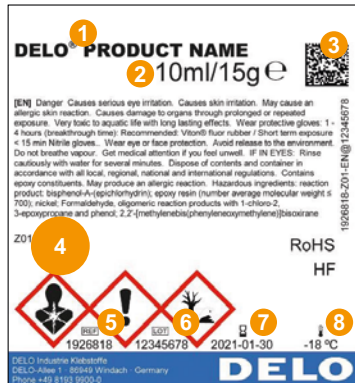 1
DELO® PRODUCT NAME
3
2 10ml/15g ℮
[EN] Danger Causes serious eye irritation. Causes skin irritation. May cause an
allergic skin reaction. Causes damage to organs through prolonged or repeated
exposure. Very toxic to aquatic life with long lasting effects. Wear protective gloves: 1 -
4 hours (breakthrough time): Recommended: Viton® fluor rubber / Short term exposure
< 15 min Nitrile gloves.. Wear eye or face protection. Avoid release to the environment.
Do not breathe vapour. Get medical attention if you feel unwell. IF IN EYES: Rinse
cautiously with water for several minutes. Dispose of contents and container in
accordance with all local, regional, national and international regulations. Contains
epoxy constituents. May produce an allergic reaction. Hazardous ingredients: reaction
product: bisphenol-A-(epichlorhydrin); epoxy resin (number average molecular weight ≤
700); nickel; Formaldehyde, oligomeric reaction products with 1-chloro-2,
3-epoxypropane and phenol; 2,2'-[methylenebis(phenyleneoxymethylene)]bisoxirane
1926818-Z01-EN@12345678
Z01
4
RoHS
HF
5 6 7 8
REF LOT
1926818 12345678 2021-01-30 -18 ºC
DELO Industrie Klebstoffe
DELO-Allee 1 · 86949 Windach · Germany
Phone +49 8193 9900-0
DELO